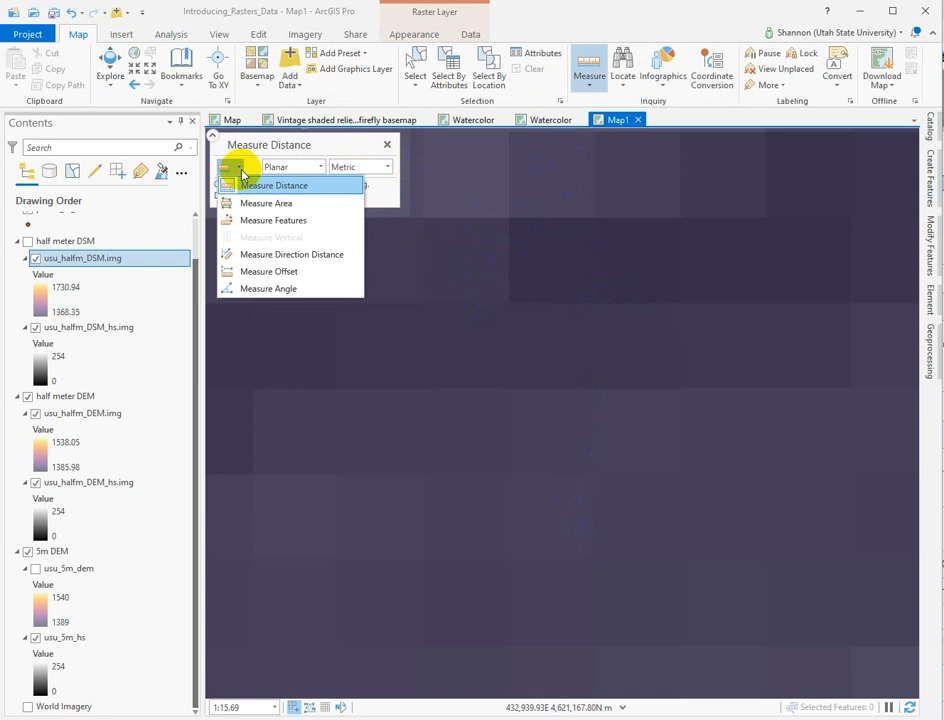 Introducing_Rasters_Data - Map1 - ArcGIS Pro
Raster Layer
?
Project Map Insert Analysis View Edit Imagery Share Appearance Data
Shannon (Utah State University)
Paste
Cut
Copy
Copy Path
Clipboard
Explore
Bookmarks
Go To XY
Navigate
Basemap
Add Data
Add Preset
Add Graphics Layer
Layer
Select
Select By Attributes
Select By Location
Attributes
Clear
Selection
Measure
Locate
Infographics
Coordinate Conversion
Inquiry
Pause
Lock
View Unplaced
More
Convert
Labeling
Download Map
Offline
Contents
Search
Drawing Order
half meter DSM
usu_halfm_DSM.img
Value
1730.94
1368.35
usu_halfm_DSM_hs.img
Value
254
0
half meter DEM
usu_halfm_DEM.img
Value
1538.05
1385.98
usu_halfm_DEM_hs.img
Value
254
0
5m DEM
usu_5m_dem
Value
1540
1389
usu_5m_hs
Value
254
0
World Imagery
Map
Vintage shaded relie...firefly basemap
Watercolor
Watercolor
Map1
Measure Distance
Planar
Metric
Measure Distance
Measure Area
Measure Features
Measure Vertical
Measure Direction Distance
Measure Offset
Measure Angle
Catalog
Create Features
Modify Features
Element
Geoprocessing
1:15.69
432,939.93E 4,621,167.80N m
Selected Features: 0